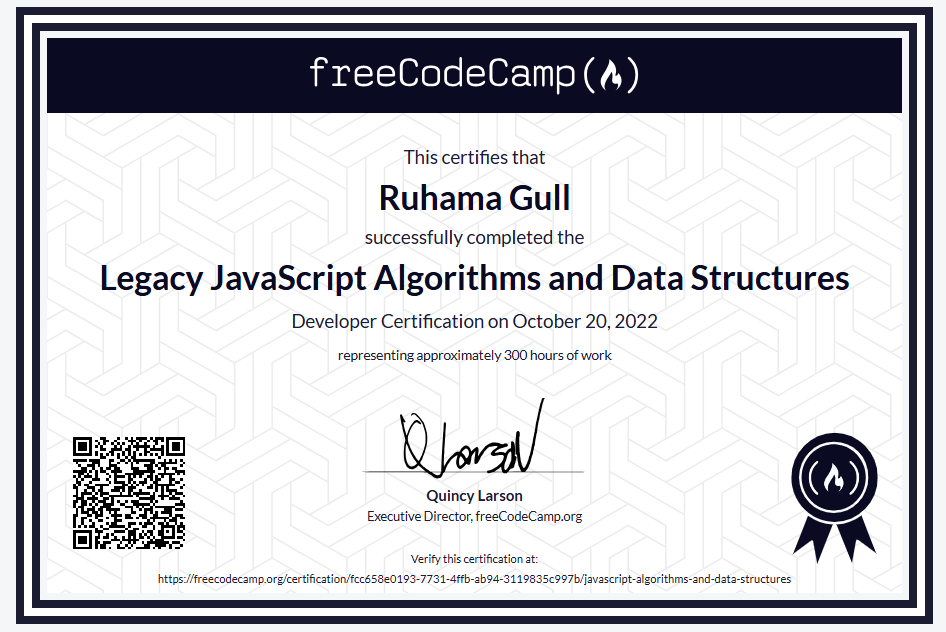 freeCodeCamp
This certifies that
Ruhama Gull
successfully completed the
Legacy JavaScript Algorithms and Data Structures
Developer Certification on October 20, 2022
representing approximately 300 hours of work
Q Larson
Quincy Larson
Executive Director, freeCodeCamp.org
Verify this certification at:
https://freecodecamp.org/certification/fcc658e0193-7731-4ffb-ab94-3119835c997b/javascript-algorithms-and-data-structures